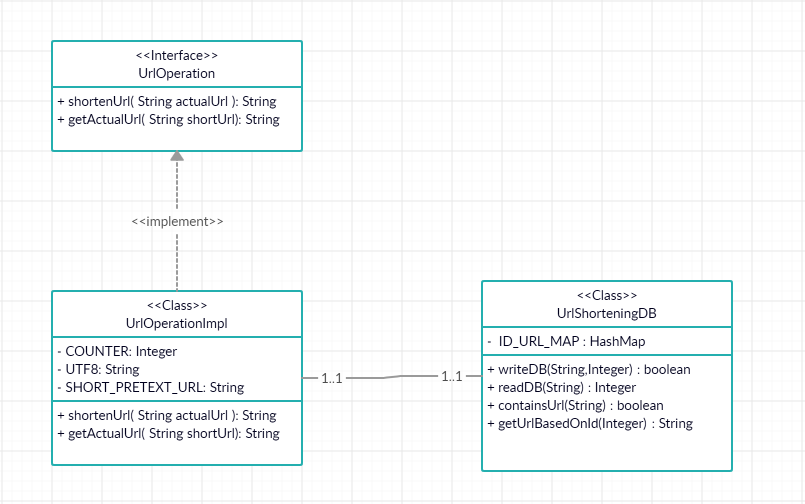 <<Interface>>
UrlOperation
+ shortenUrl( String actualUrl ): String
+ getActualUrl( String shortUrl): String
<<implement>>
<<Class>>
UrlOperationImpl
- COUNTER: Integer
- UTF8: String
- SHORT_PRETEXT_URL: String
+ shortenUrl( String actualUrl ): String
+ getActualUrl( String shortUrl): String
1..1
1..1
<<Class>>
UrlShorteningDB
- ID_URL_MAP : HashMap
+ writeDB(String,Integer) : boolean
+ readDB(String) : Integer
+ containsUrl(String) : boolean
+ getUrlBasedOnId(Integer) : String